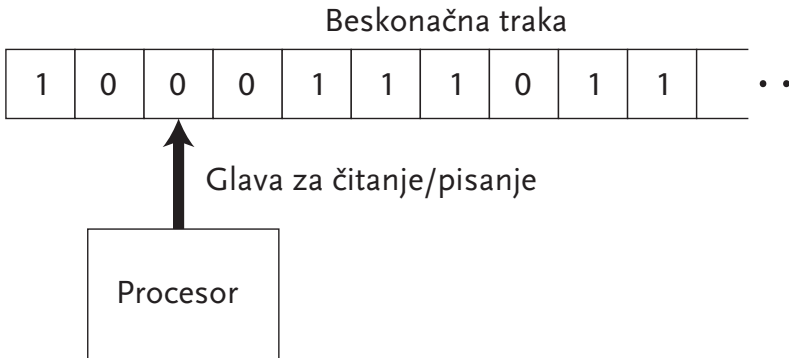 Beskonačna traka
1 0 0 0 1 1 1 0 1 1 ..
Glava za čitanje/pisanje
Procesor